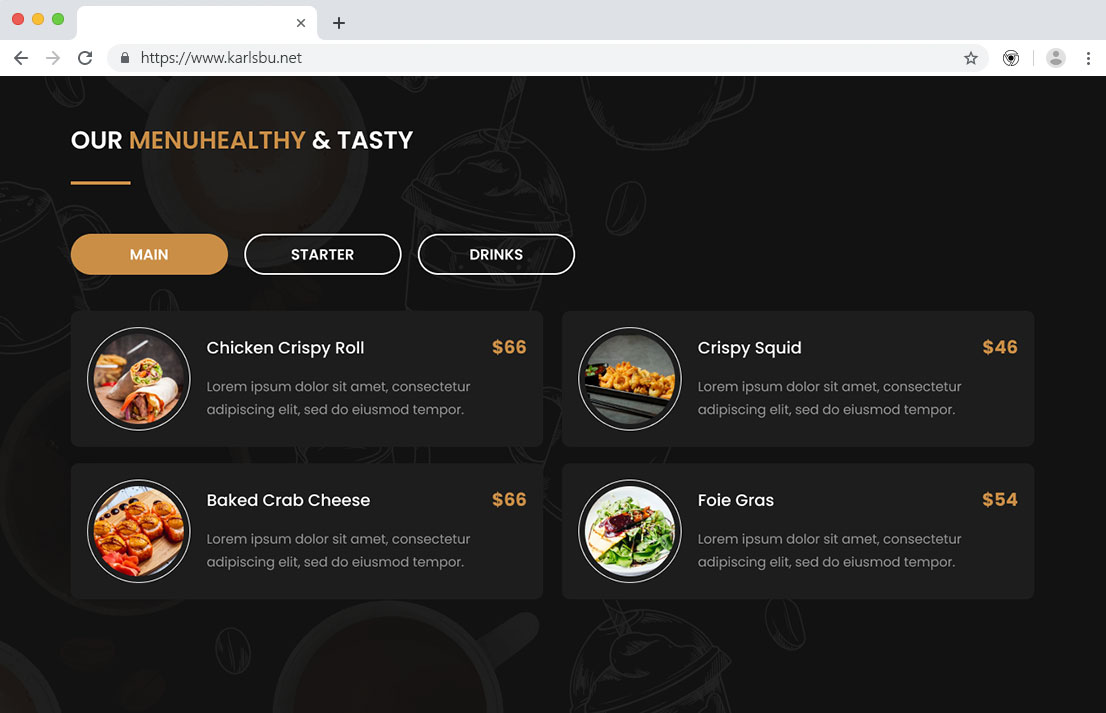 https://www.karlsbu.net
OUR MENUHEALTHY & TASTY
MAIN
STARTER
DRINKS
Chicken Crispy Roll
$66
Lorem ipsum dolor sit amet, consectetur
adipiscing elit, sed do eiusmod tempor.
Crispy Squid
$46
Lorem ipsum dolor sit amet, consectetur
adipiscing elit, sed do eiusmod tempor.
Baked Crab Cheese
$66
Lorem ipsum dolor sit amet, consectetur
adipiscing elit, sed do eiusmod tempor.
Foie Gras
$54
Lorem ipsum dolor sit amet, consectetur
adipiscing elit, sed do eiusmod tempor.